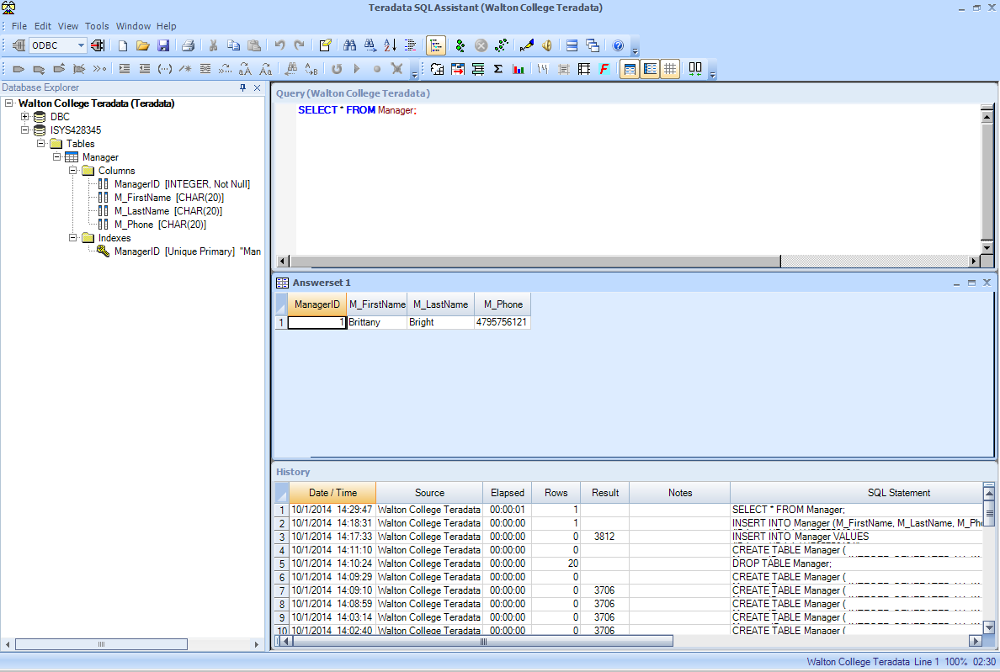 Teradata SQL Assistant (Walton College Teradata)
File Edit View Tools Window Help
ODBC
Database Explorer
Walton College Teradata (Teradata)
DBC
ISYS428345
Tables
Manager
Columns
ManagerID [INTEGER, Not Null]
M_FirstName [CHAR(20)]
M_LastName [CHAR(20)]
M_Phone [CHAR(20)]
Indexes
ManagerID [Unique Primary] "Man
Query (Walton College Teradata)
SELECT * FROM Manager;
Answerset 1
ManagerID M_FirstName M_LastName M_Phone
1 1 Brittany Bright 4795756121
History
Date / Time Source Elapsed Rows Result Notes SQL Statement
1 10/1/2014 14:29:47 Walton College Teradata 00:00:01 1 SELECT * FROM Manager;
2 10/1/2014 14:18:31 Walton College Teradata 00:00:00 1 INSERT INTO Manager (M_FirstName, M_LastName, M_Pho
3 10/1/2014 14:17:33 Walton College Teradata 00:00:00 0 3812 INSERT INTO Manager VALUES
4 10/1/2014 14:11:10 Walton College Teradata 00:00:00 0 CREATE TABLE Manager (
5 10/1/2014 14:10:24 Walton College Teradata 00:00:00 20 DROP TABLE Manager;
6 10/1/2014 14:09:29 Walton College Teradata 00:00:00 0 CREATE TABLE Manager (
7 10/1/2014 14:09:10 Walton College Teradata 00:00:00 0 3706 CREATE TABLE Manager (
8 10/1/2014 14:08:59 Walton College Teradata 00:00:00 0 3706 CREATE TABLE Manager (
9 10/1/2014 14:03:14 Walton College Teradata 00:00:00 0 3706 CREATE TABLE Manager (
10 10/1/2014 14:02:40 Walton College Teradata 00:00:00 0 3706 CREATE TABLE Manager (
Walton College Teradata Line 1 100% 02:30